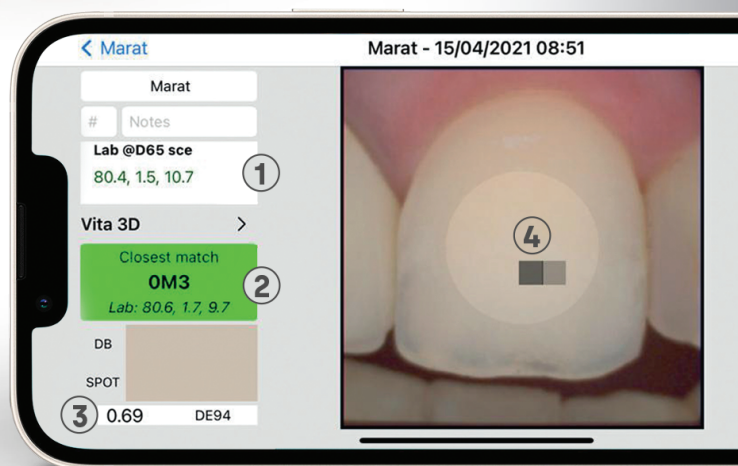 Marat
Marat - 15/04/2021 08:51
Marat
# Notes
Lab @D65 sce
80.4, 1.5, 10.7
1
Vita 3D
Closest match
0M3
Lab: 80.6, 1.7, 9.7
2
DB
SPOT
3
0.69 DE94
4